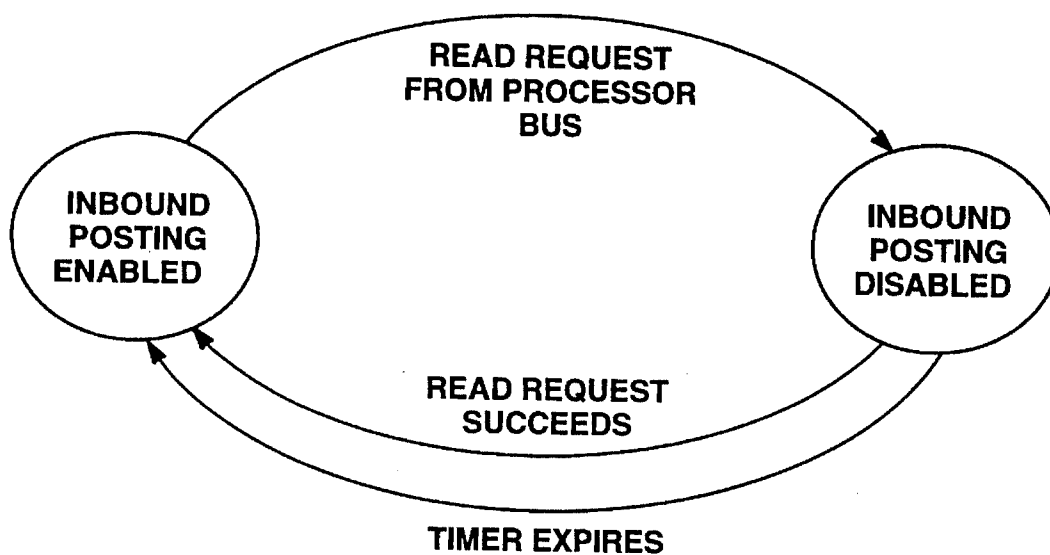 READ REQUEST
FROM PROCESSOR
BUS
INBOUND
POSTING
ENABLED
INBOUND
POSTING
DISABLED
READ REQUEST
SUCCEEDS
TIMER EXPIRES